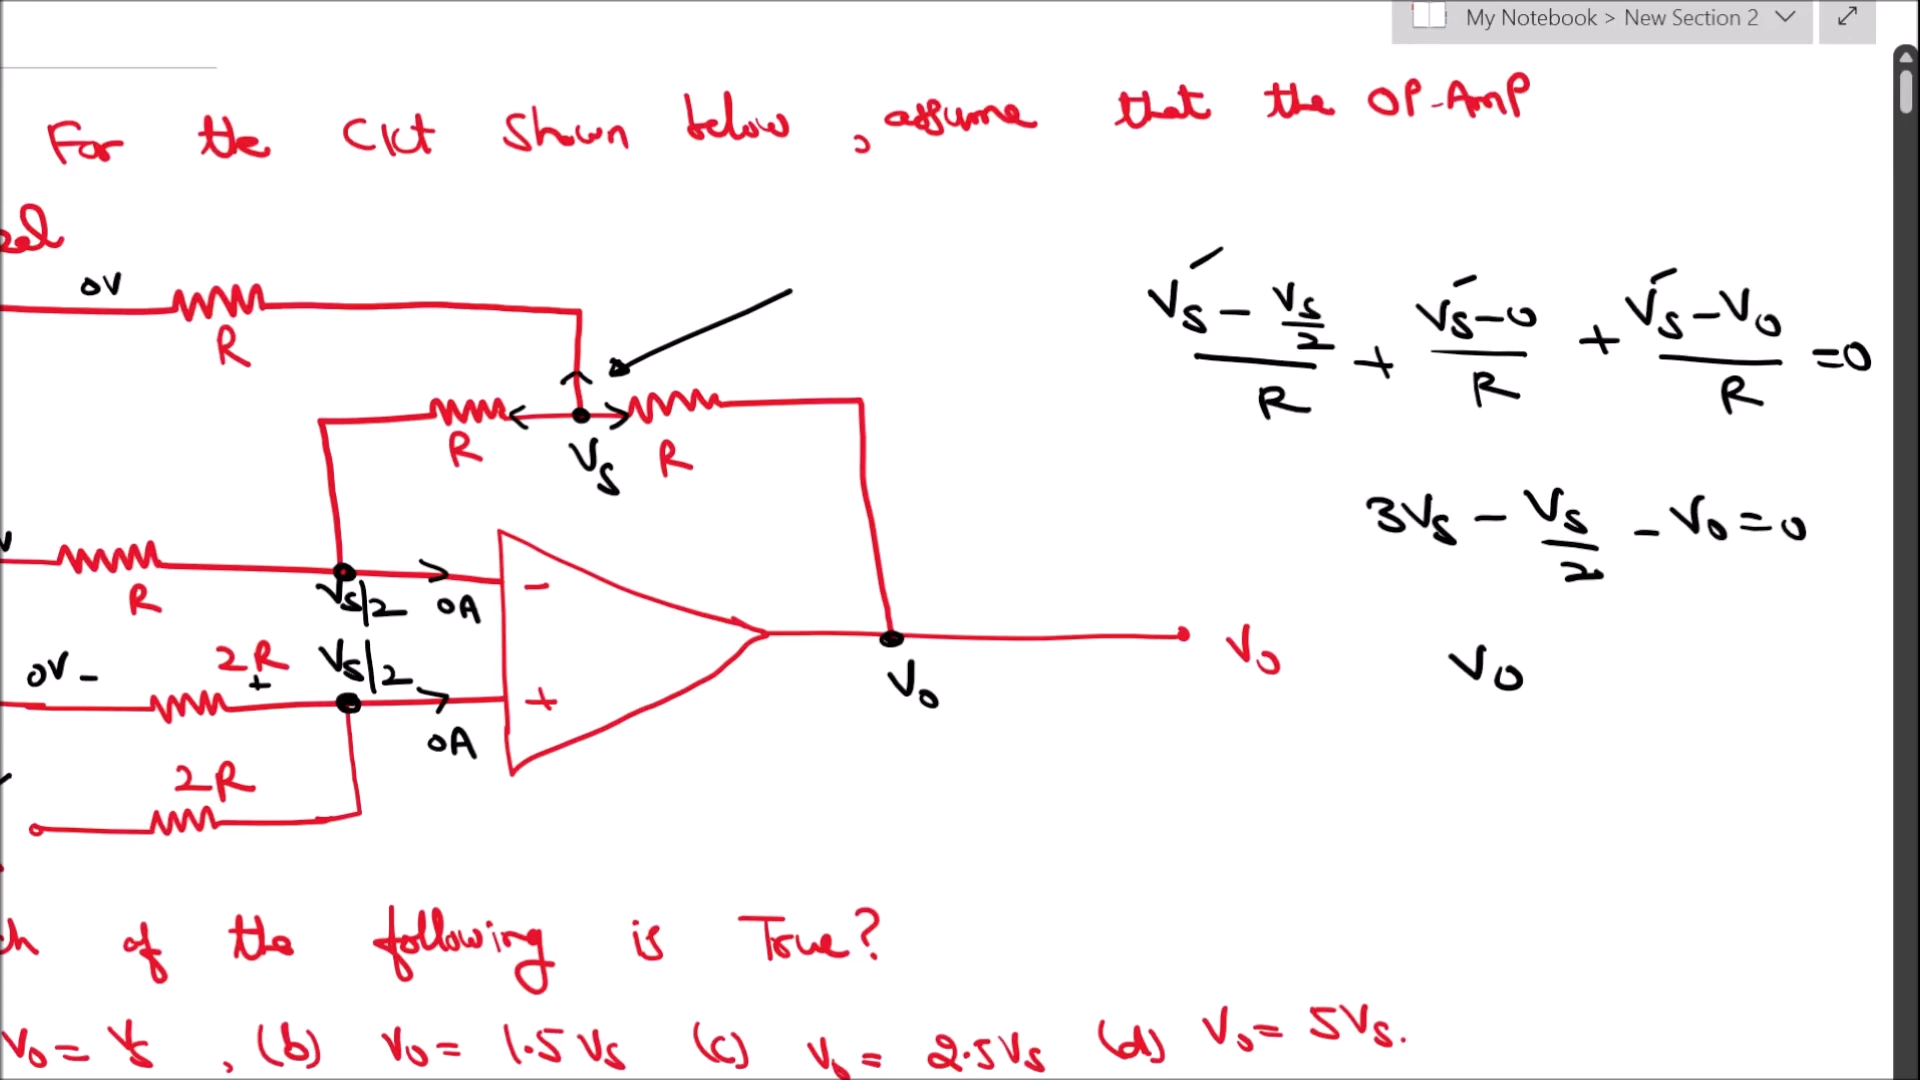 My Notebook > New Section 2
For the Ckt Shown below, assume that the OP-AmP
0V
R
R
Vs
R
Vs - Vs/2 / R + Vs-0 / R + Vs-Vo / R =0
3Vs - Vs/2 - Vo=0
R
Vs/2
0A
-
0V -
2R
+
Vs/2
0A
+
Vo
Vo
Vo
2R
of the following is True?
Vo= Vs , (b) Vo= 1.5Vs (c) Vo = 2.5Vs (d) Vo= 5Vs.